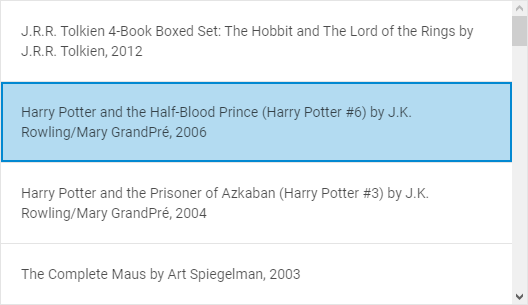 J.R.R. Tolkien 4-Book Boxed Set: The Hobbit and The Lord of the Rings by
J.R.R. Tolkien, 2012
Harry Potter and the Half-Blood Prince (Harry Potter #6) by J.K.
Rowling/Mary GrandPré, 2006
Harry Potter and the Prisoner of Azkaban (Harry Potter #3) by J.K.
Rowling/Mary GrandPré, 2004
The Complete Maus by Art Spiegelman, 2003